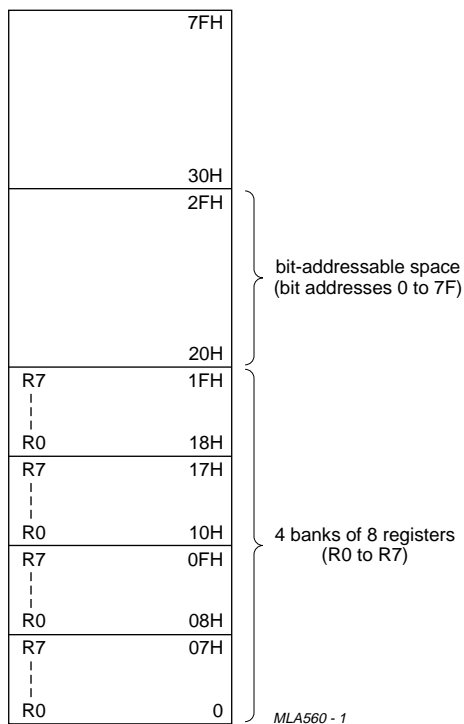 7FH
30H
2FH
bit-addressable space
(bit addresses 0 to 7F)
20H
R7 1FH
R0 18H
R7 17H
R0 10H
4 banks of 8 registers
(R0 to R7)
R7 0FH
R0 08H
R7 07H
R0 0
MLA560 - 1